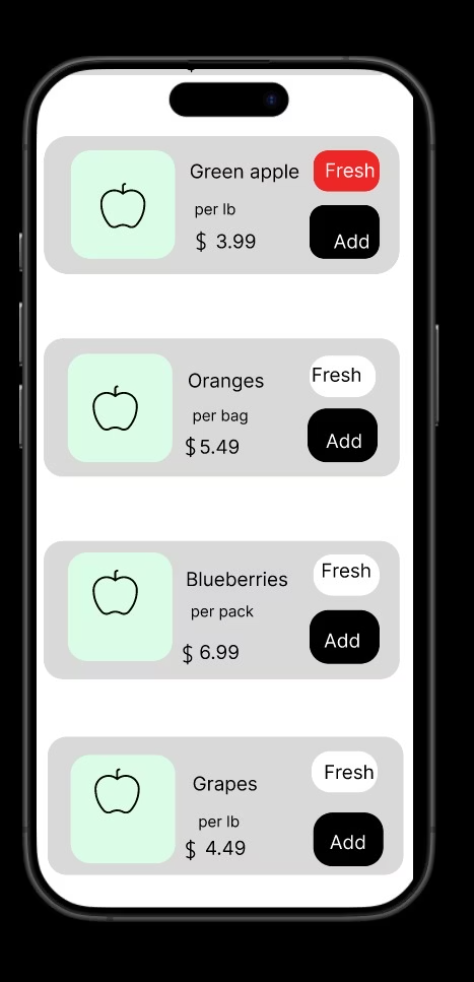 Green apple
Fresh
per lb
$ 3.99
Add
Oranges
Fresh
per bag
$5.49
Add
Blueberries
Fresh
per pack
$ 6.99
Add
Grapes
Fresh
per lb
$ 4.49
Add